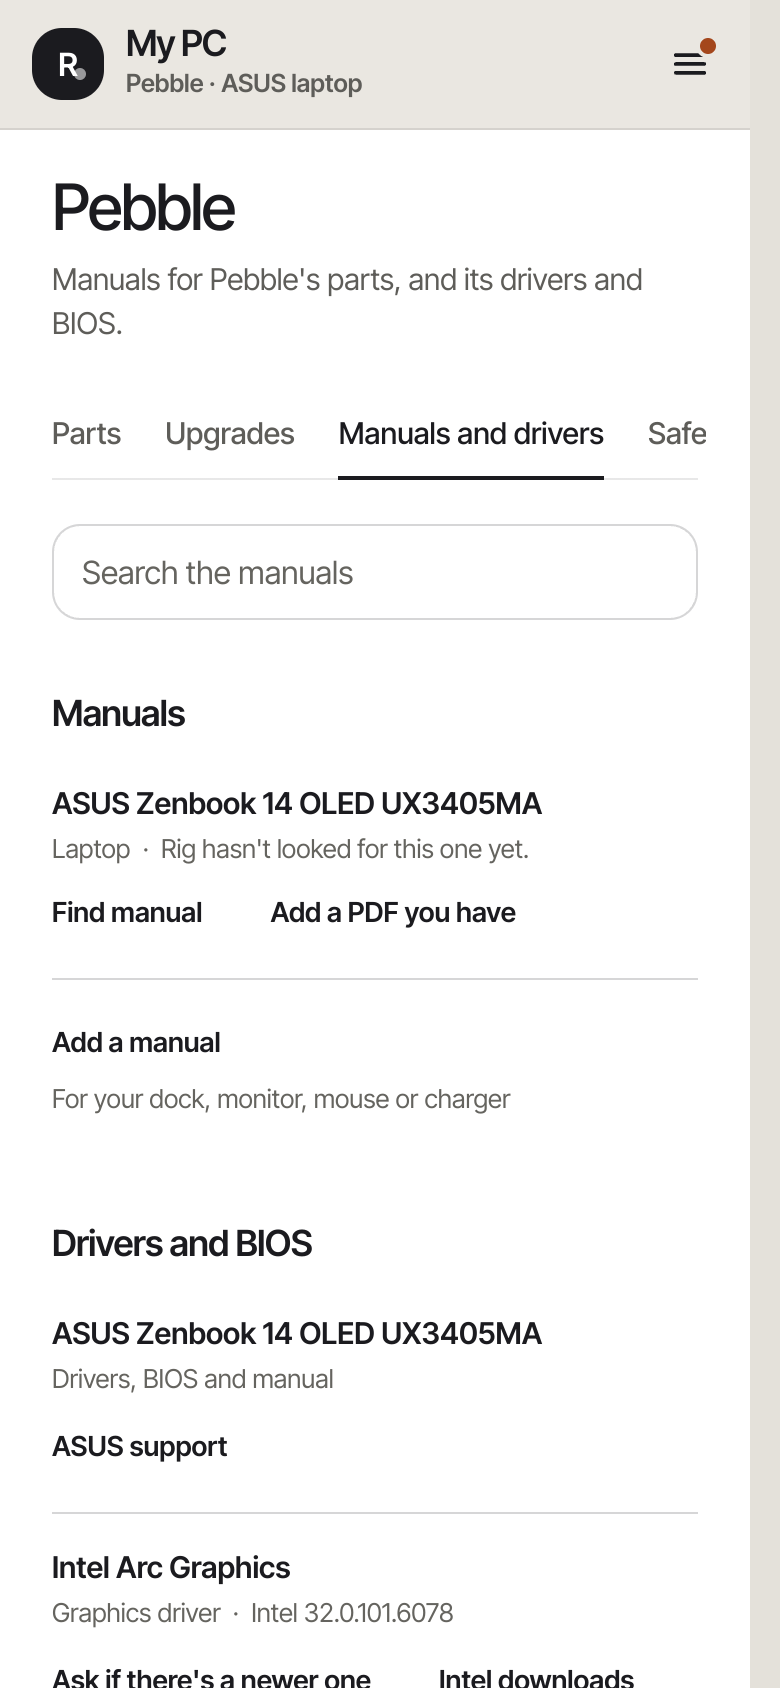 R
My PC
Pebble · ASUS laptop
Pebble
Manuals for Pebble's parts, and its drivers and
BIOS.
Parts Upgrades Manuals and drivers Safe
Search the manuals
Manuals
ASUS Zenbook 14 OLED UX3405MA
Laptop · Rig hasn't looked for this one yet.
Find manual Add a PDF you have
Add a manual
For your dock, monitor, mouse or charger
Drivers and BIOS
ASUS Zenbook 14 OLED UX3405MA
Drivers, BIOS and manual
ASUS support
Intel Arc Graphics
Graphics driver · Intel 32.0.101.6078
Ask if there's a newer one Intel downloads